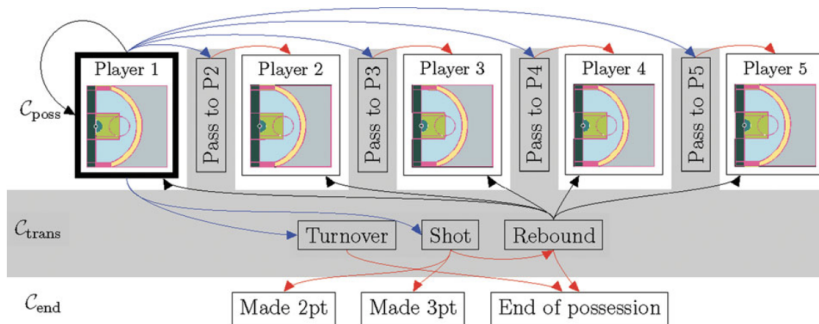 Player 1
Pass to P2
Player 2
Pass to P3
Player 3
Pass to P4
Player 4
Pass to P5
Player 5
𝒞poss
𝒞trans
Turnover
Shot
Rebound
𝒞end
Made 2pt
Made 3pt
End of possession